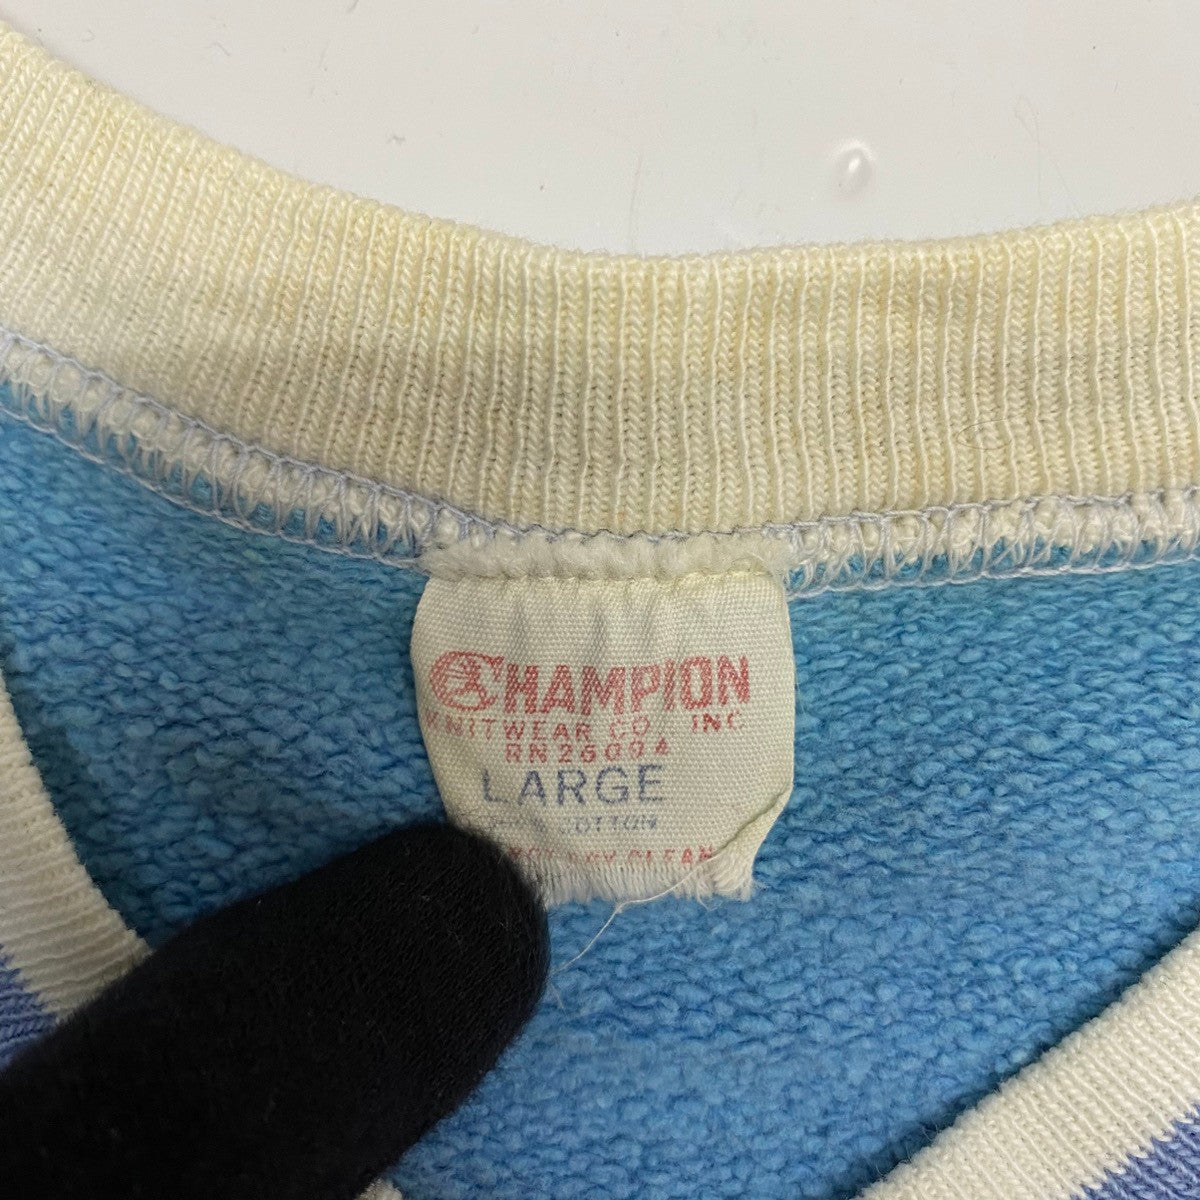 CHAMPION
KNITWEAR CO. INC.
RN26094
LARGE
COTTON
DRY CLEAN